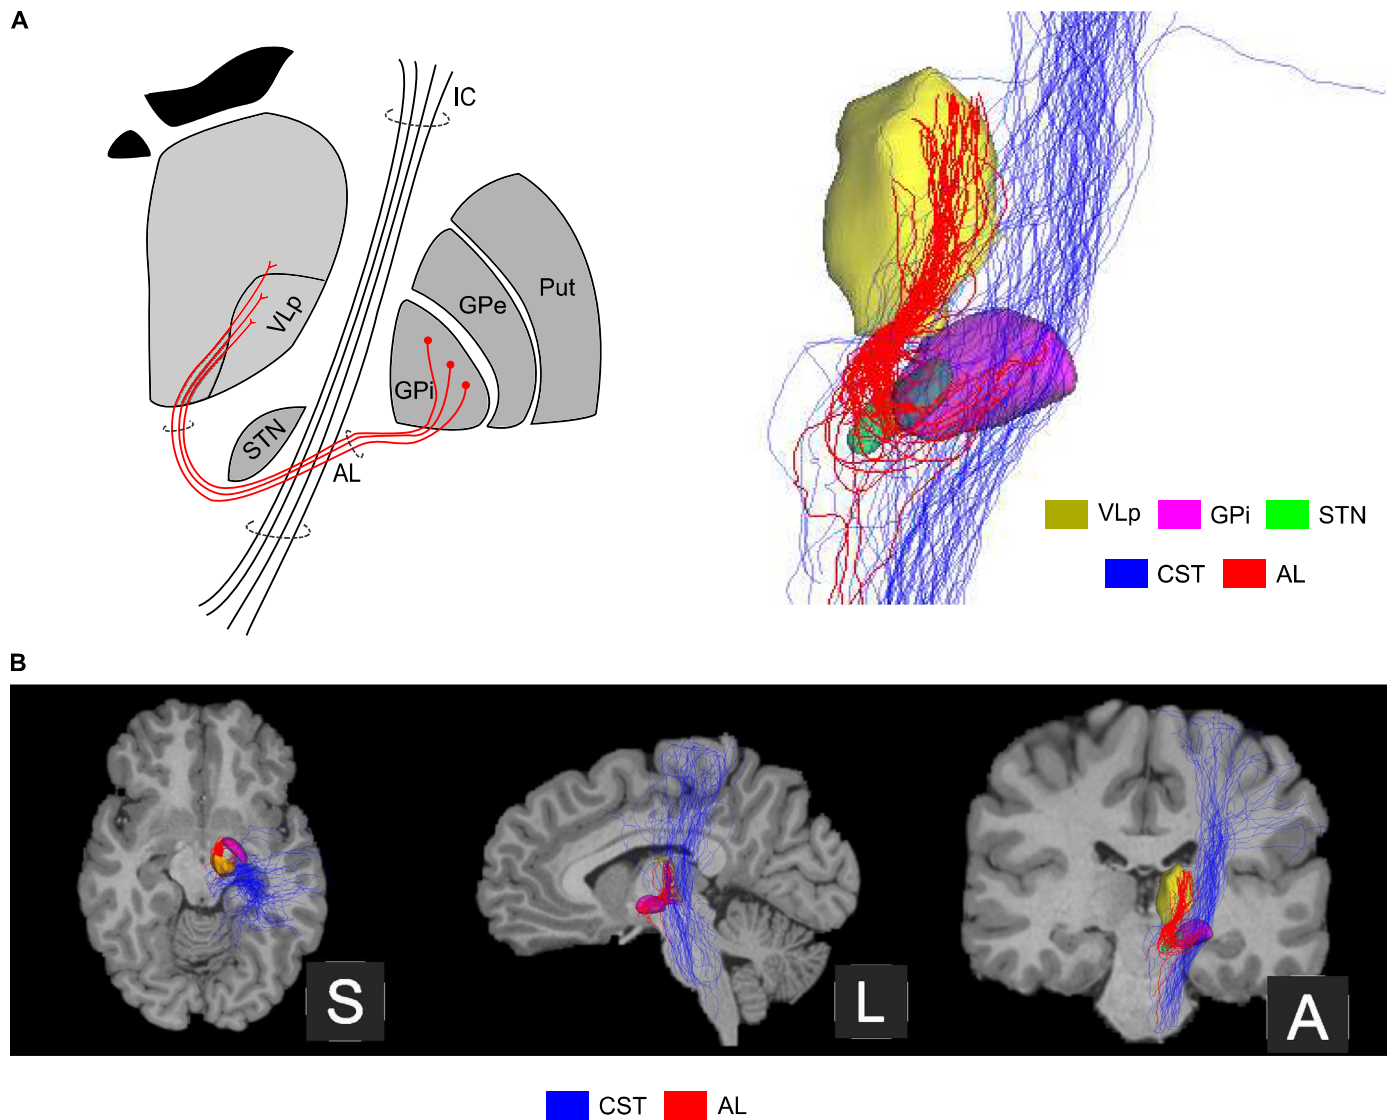 A
IC
Put
GPe
VLp
GPi
STN
AL
VLp GPi STN
CST AL
B
S L A
CST AL